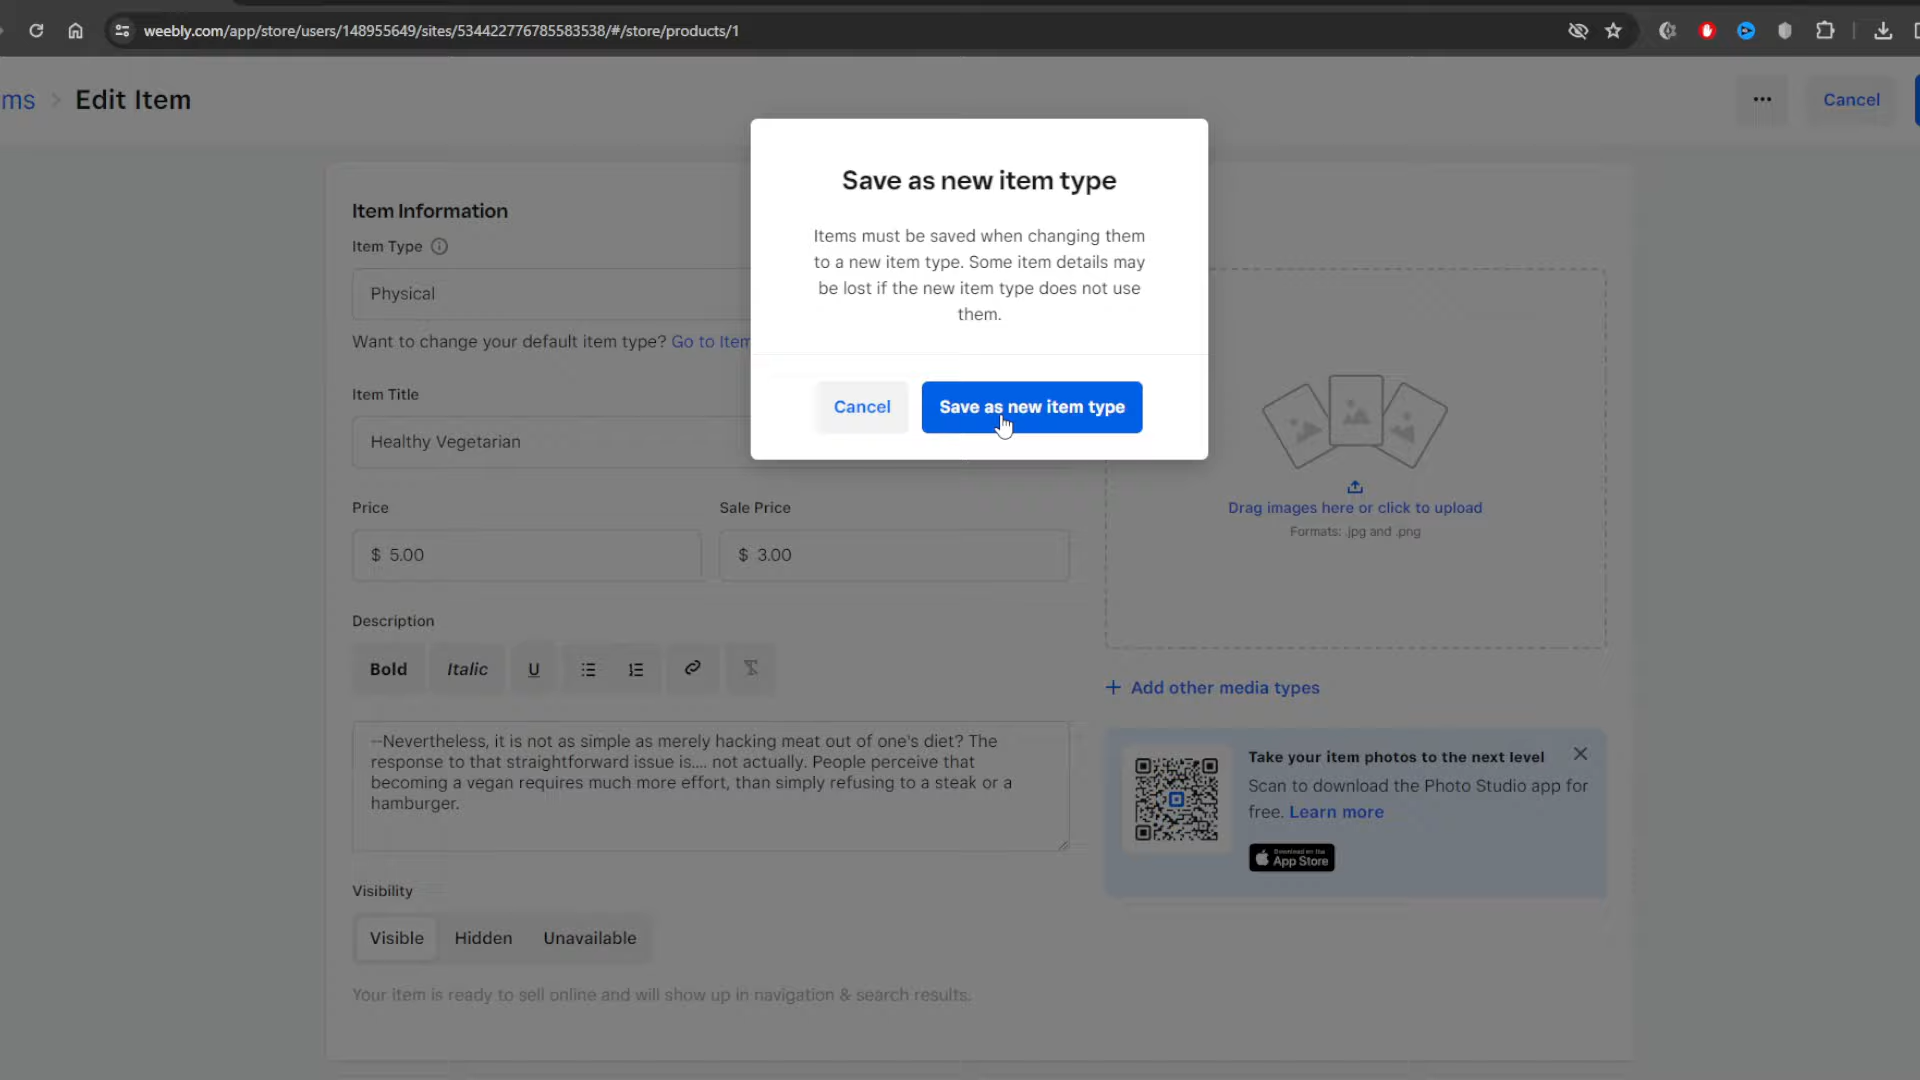 weebly.com/app/store/users/148955649/sites/534422776785583538/#/store/products/1
ms > Edit Item
Cancel
Save as new item type
Items must be saved when changing them
to a new item type. Some item details may
be lost if the new item type does not use
them.
Cancel
Save as new item type
Item Information
Item Type
Physical
Want to change your default item type? Go to Item
Item Title
Healthy Vegetarian
Price
Sale Price
$ 5.00
$ 3.00
Description
Bold
Italic
U
--Nevertheless, it is not as simple as merely hacking meat out of one's diet? The
response to that straightforward issue is.... not actually. People perceive that
becoming a vegan requires much more effort, than simply refusing to a steak or a
hamburger.
Visibility
Visible
Hidden
Unavailable
Your item is ready to sell online and will show up in navigation & search results.
Drag images here or click to upload
Formats: .jpg and .png
+ Add other media types
Take your item photos to the next level
Scan to download the Photo Studio app for
free. Learn more
Download on the
App Store